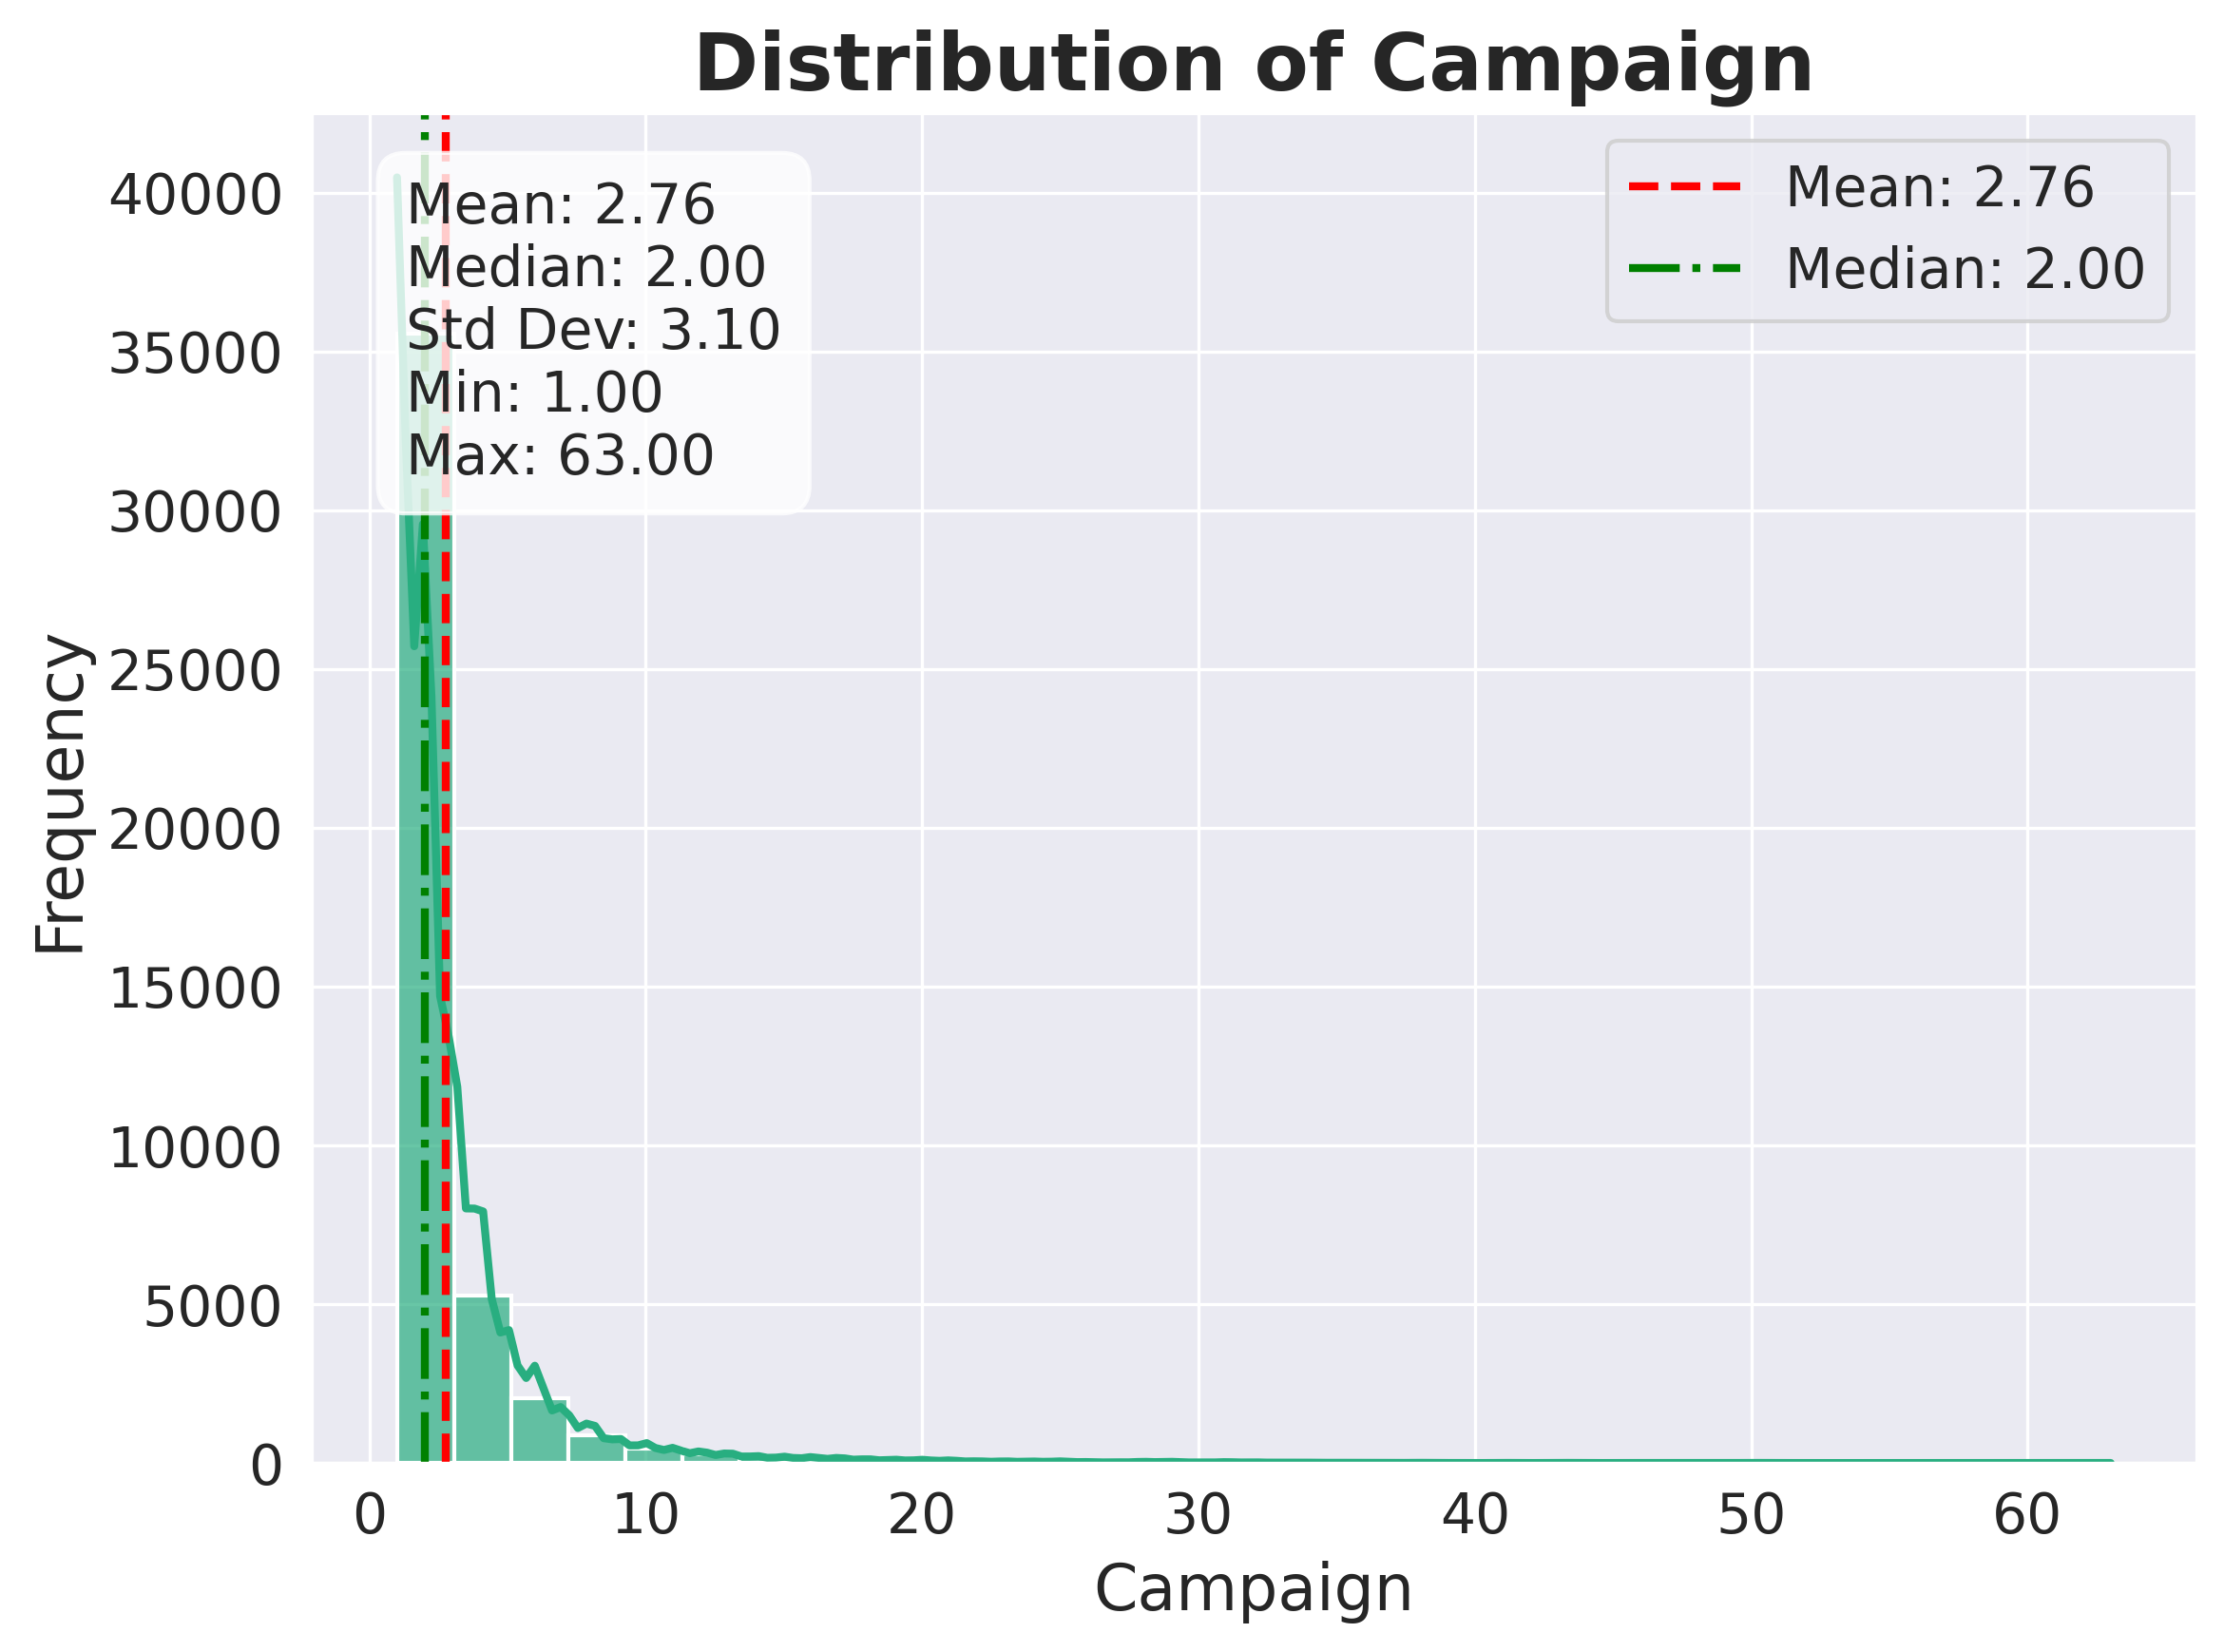 Distribution of Campaign
Mean: 2.76
Median: 2.00
Std Dev: 3.10
Min: 1.00
Max: 63.00
Mean: 2.76
Median: 2.00
Frequency
40000
35000
30000
25000
20000
15000
10000
5000
0
0 10 20 30 40 50 60
Campaign